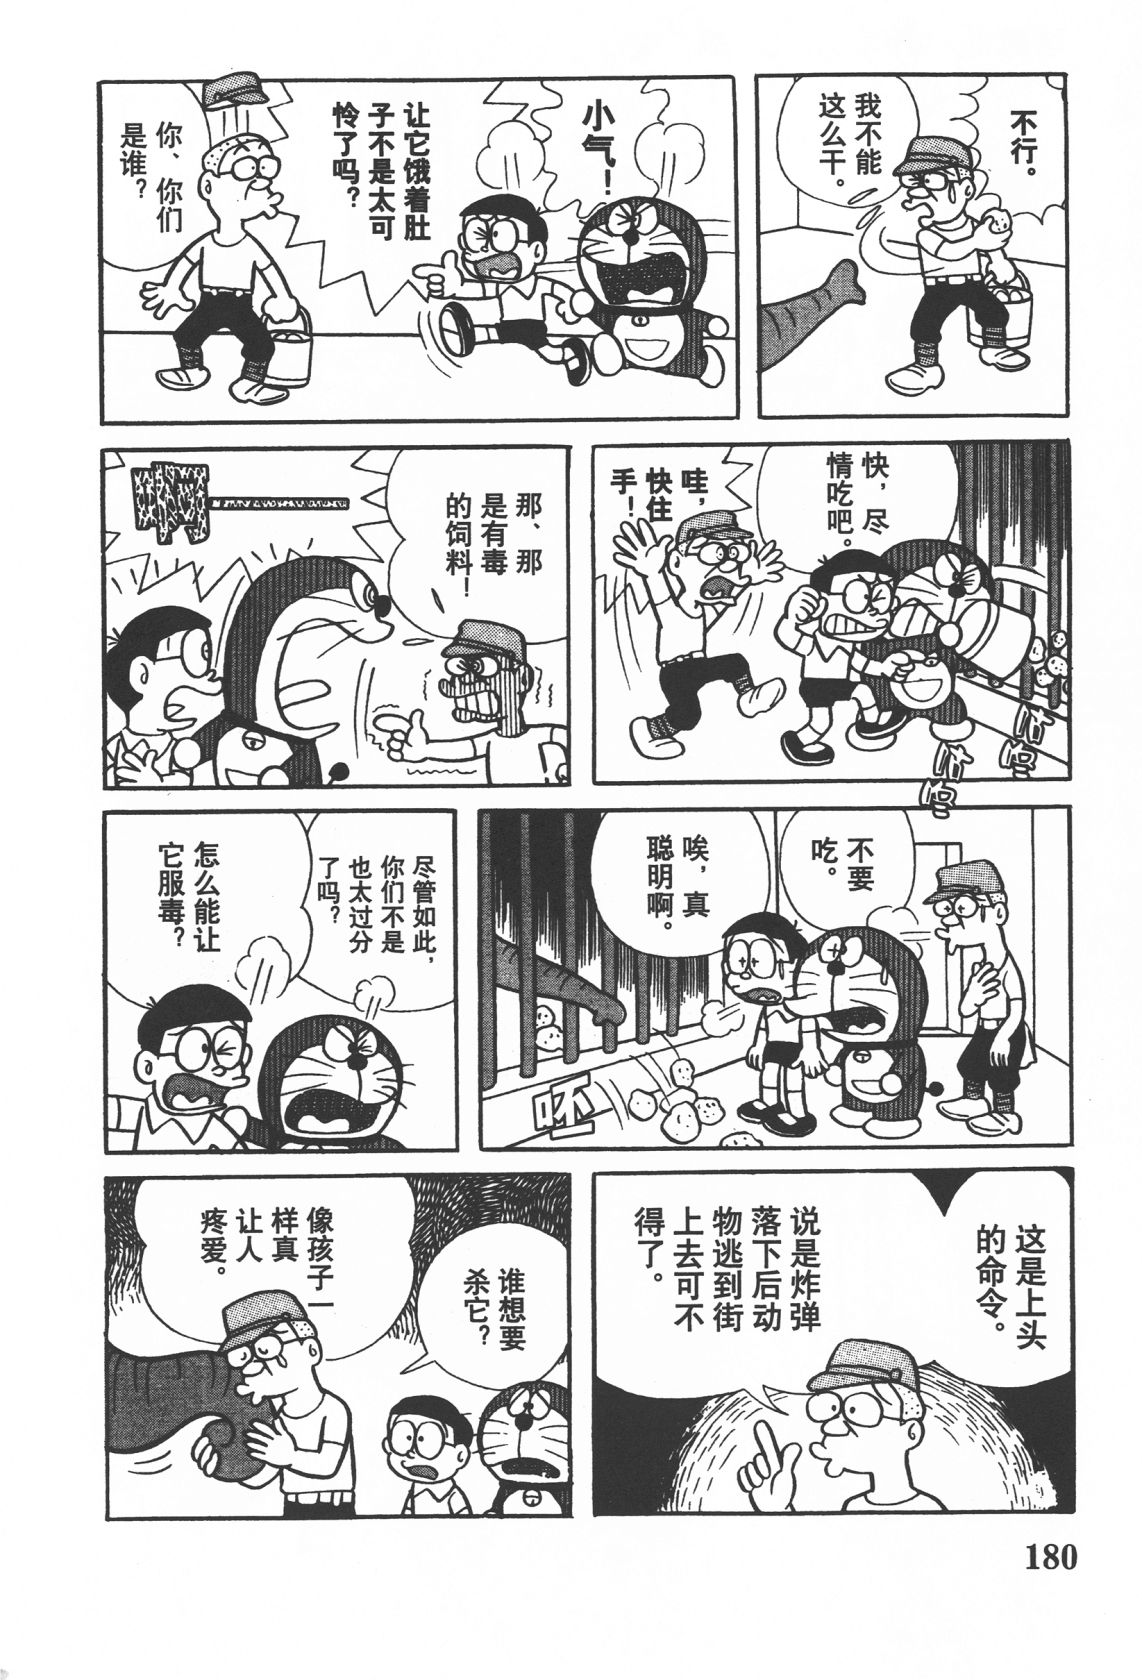 不行。
我不能
这么干。
小气！
让它饿着肚
子不是太可
怜了吗？
你、你们
是谁？
快，尽
情吃吧。
哇，
快住
手！
咕咚
咕咚
那、那
是有毒
的饲料！
啊
不要
吃。
唉，真
聪明啊。
呸
尽管如此，
你们不是
也太过分
了吗？
怎么能让
它服毒？
这是上头
的命令。
说是炸弹
落下后动
物逃到街
上去可不
得了。
谁想要
杀它？
像孩子一
样真
让人
疼爱。
180